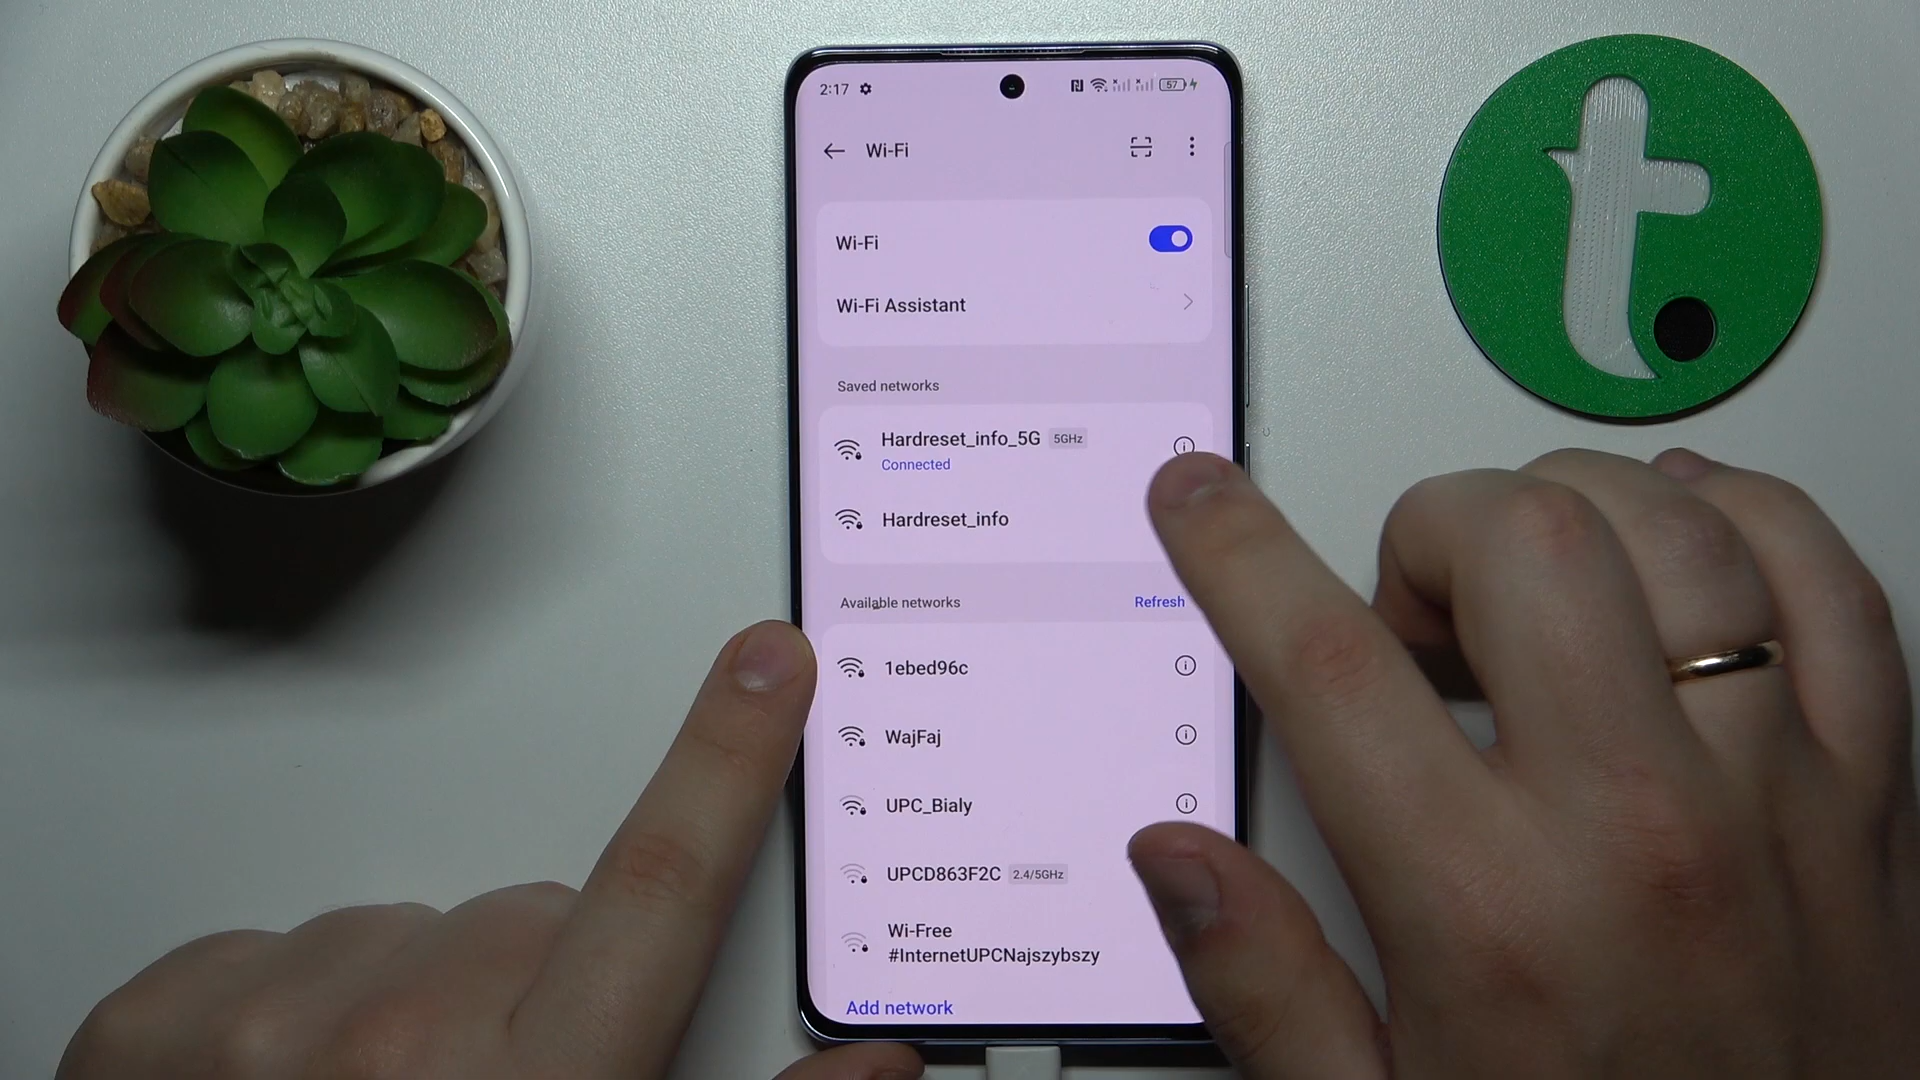 2:17 57
Wi-Fi
Wi-Fi
Wi-Fi Assistant
Saved networks
Hardreset_info_5G 5GHz
Connected
Hardreset_info
Available networks Refresh
1ebed96c
WajFaj
UPC_Bialy
UPCD863F2C 2.4/5GHz
Wi-Free
#InternetUPCNajszybszy
Add network
t.